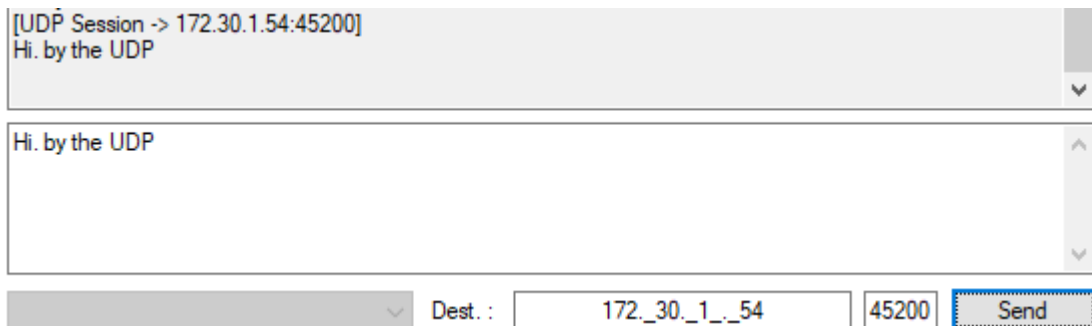 [UDP Session -> 172.30.1.54:45200]
Hi. by the UDP
Hi. by the UDP
Dest. : 172._30._1_._54 45200 Send